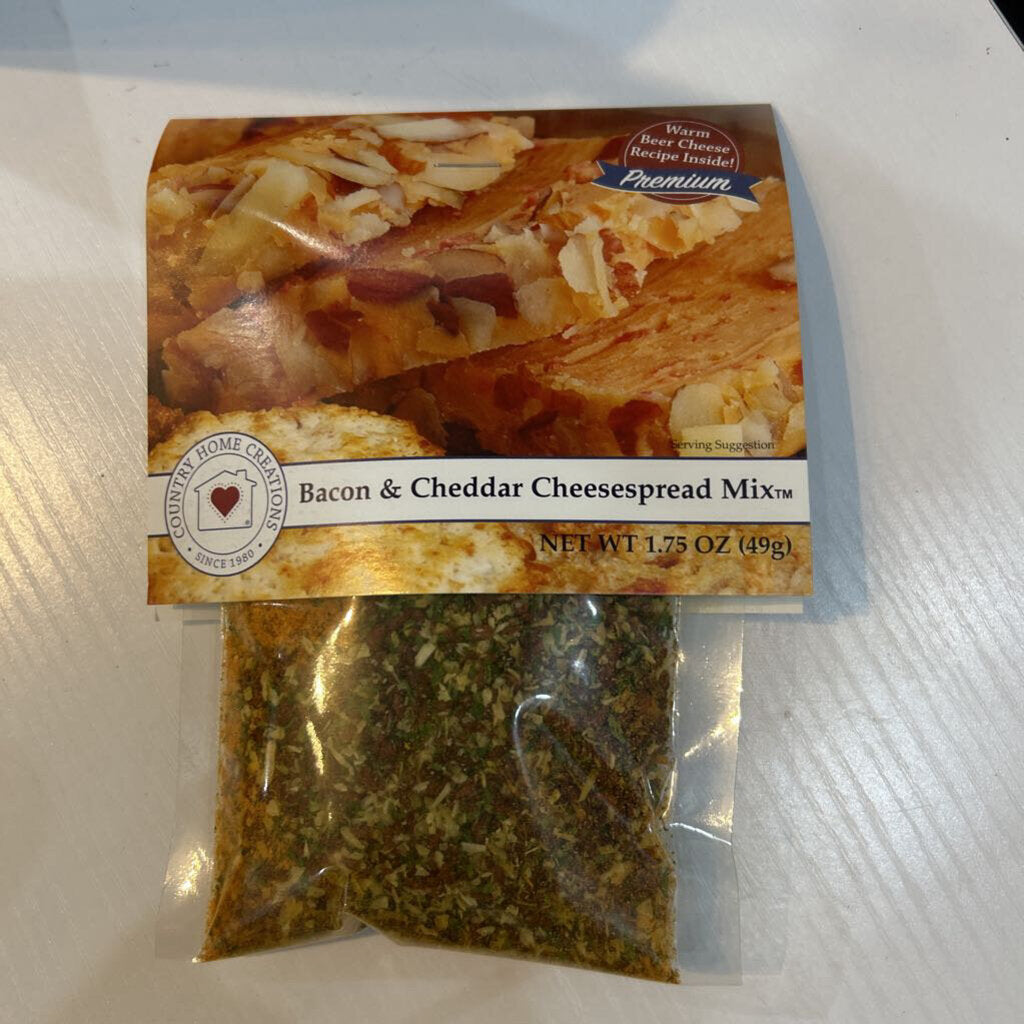 Warm
Beer Cheese
Recipe Inside!
Premium
Serving Suggestion
COUNTRY HOME CREATIONS
• SINCE 1980 •
®
Bacon & Cheddar Cheesespread Mix™
NET WT 1.75 OZ (49g)